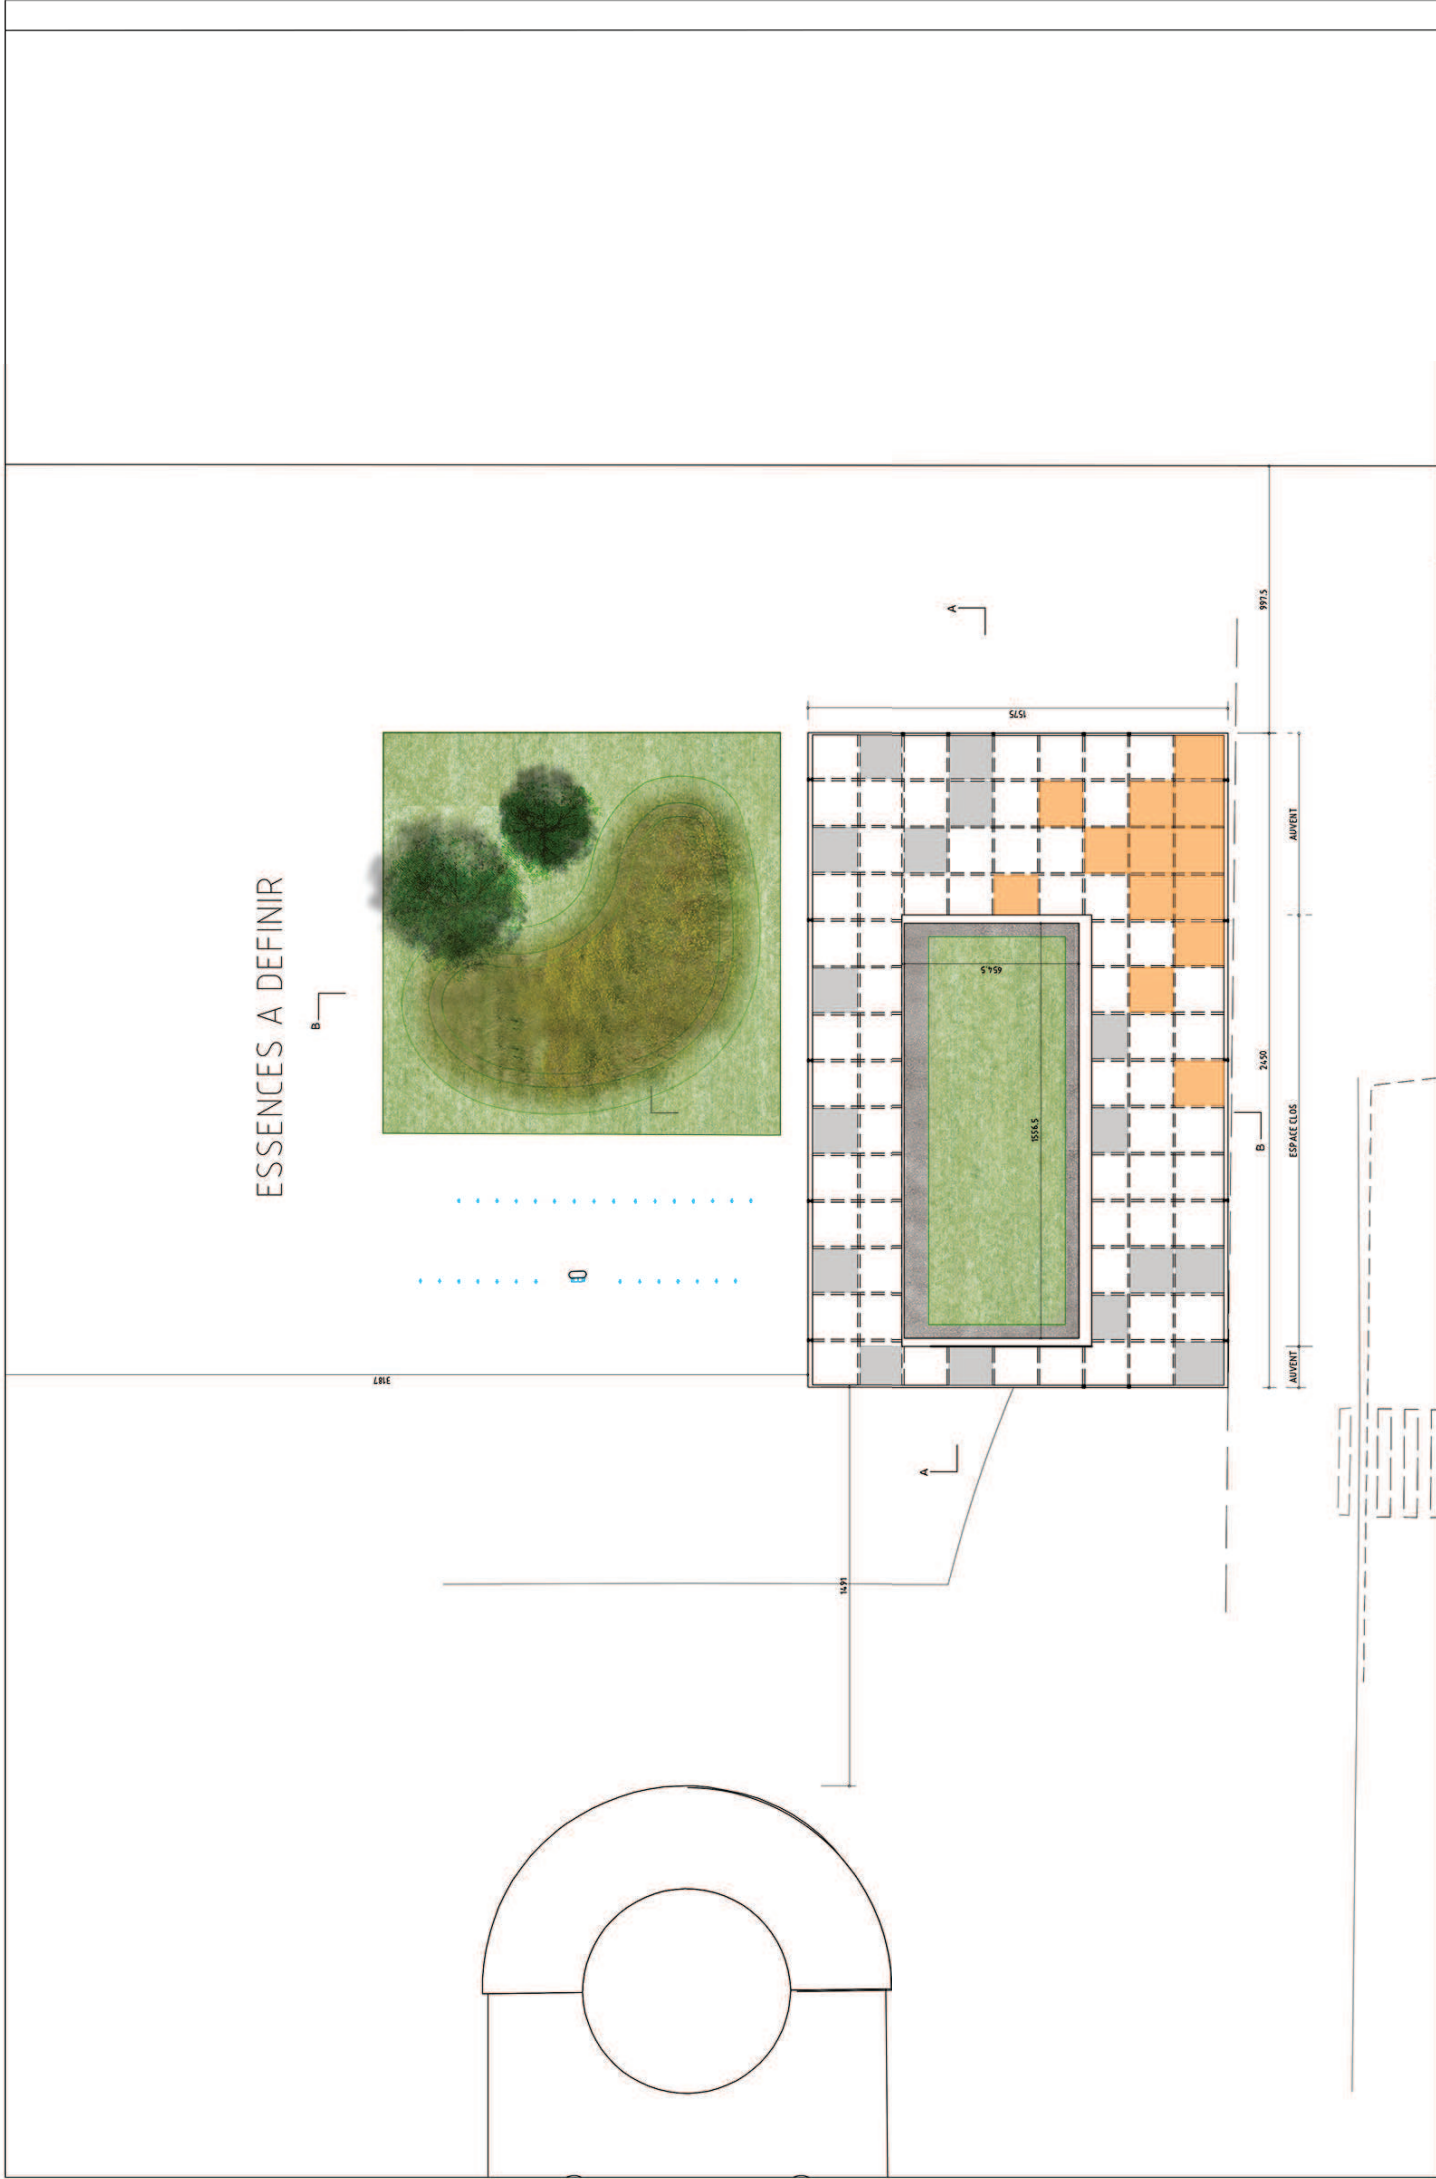 ESSENCES A DEFINIR
B
A
997.5
1575
AUVENT
654.5
2450
1556.5
ESPACE CLOS
B
AUVENT
3187
A
1491